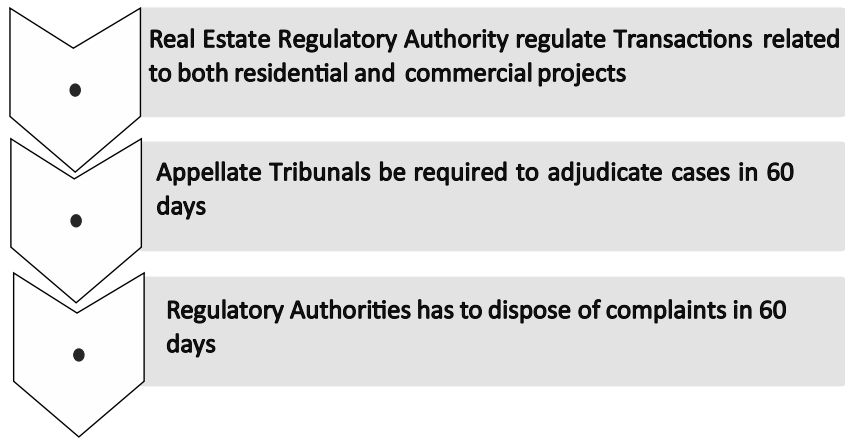 Real Estate Regulatory Authority regulate Transactions related
to both residential and commercial projects
Appellate Tribunals be required to adjudicate cases in 60
days
Regulatory Authorities has to dispose of complaints in 60
days